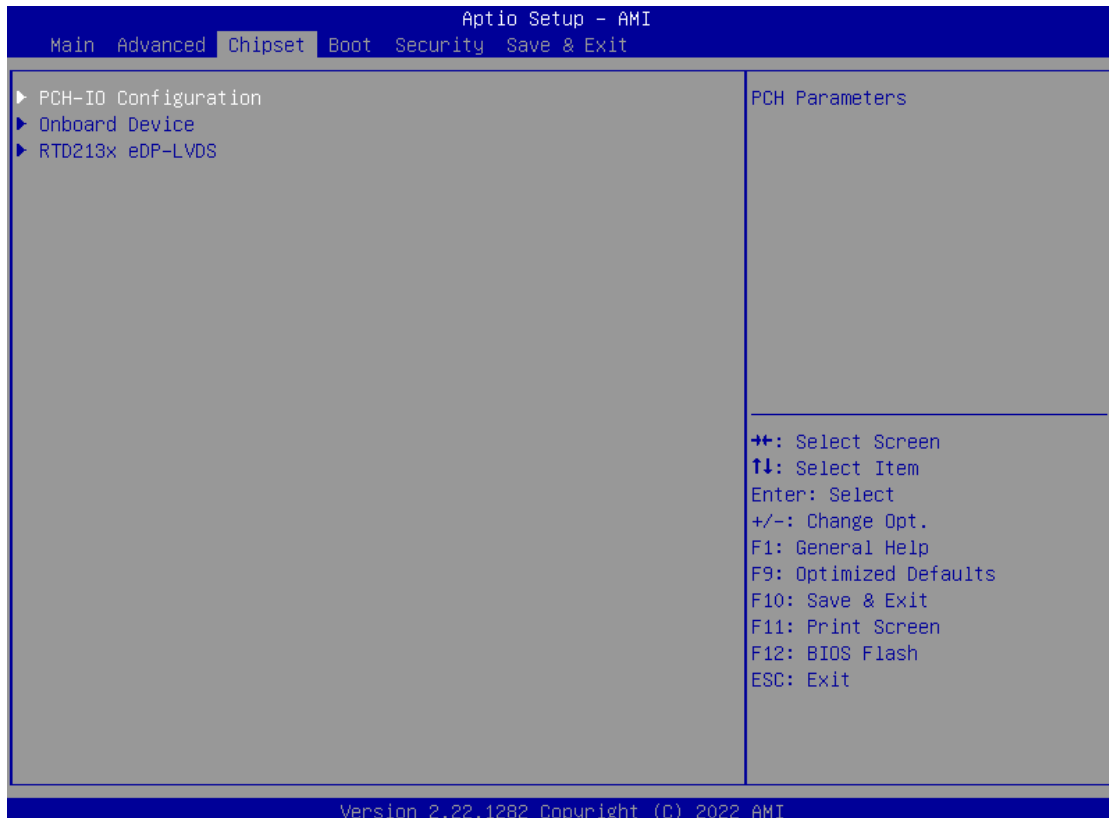 Aptio Setup – AMI
Main Advanced Chipset Boot Security Save & Exit
▶ PCH-IO Configuration
▶ Onboard Device
▶ RTD213x eDP-LVDS
PCH Parameters
→←: Select Screen
↑↓: Select Item
Enter: Select
+/-: Change Opt.
F1: General Help
F9: Optimized Defaults
F10: Save & Exit
F11: Print Screen
F12: BIOS Flash
ESC: Exit
Version 2.22.1282 Copyright (C) 2022 AMI